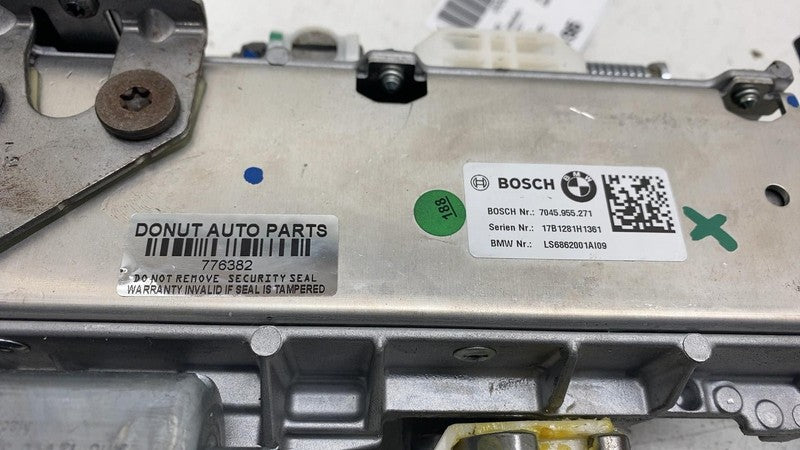 DONUT AUTO PARTS
776382
DO NOT REMOVE SECURITY SEAL
WARRANTY INVALID IF SEAL IS TAMPERED
188
BOSCH BMW
BOSCH Nr.: 7045.955.271
Serien Nr.: 17B1281H1361
BMW Nr.: LS6862001AI09